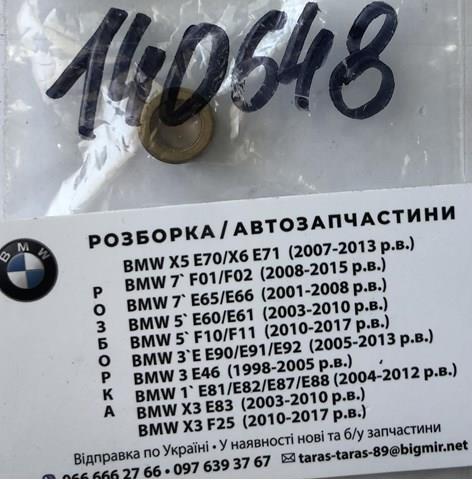 140648
BMW
РОЗБОРКА / АВТОЗАПЧАСТИНИ
РОЗБОРКА
BMW X5 E70/X6 E71 (2007-2013 р.в.)
BMW 7` F01/F02 (2008-2015 р.в.)
BMW 7` E65/E66 (2001-2008 р.в.)
BMW 5` E60/E61 (2003-2010 р.в.)
BMW 5` F10/F11 (2010-2017 р.в.)
BMW 3`E E90/E91/E92 (2005-2013 р.в.)
BMW 3 E46 (1998-2005 р.в.)
BMW 1` E81/E82/E87/E88 (2004-2012 р.в.)
BMW X3 E83 (2003-2010 р.в.)
BMW X3 F25 (2010-2017 р.в.)
Відправка по Україні • У наявності нові та б/у запчастини
066 666 27 66 • 097 639 37 67 taras-taras-89@bigmir.net